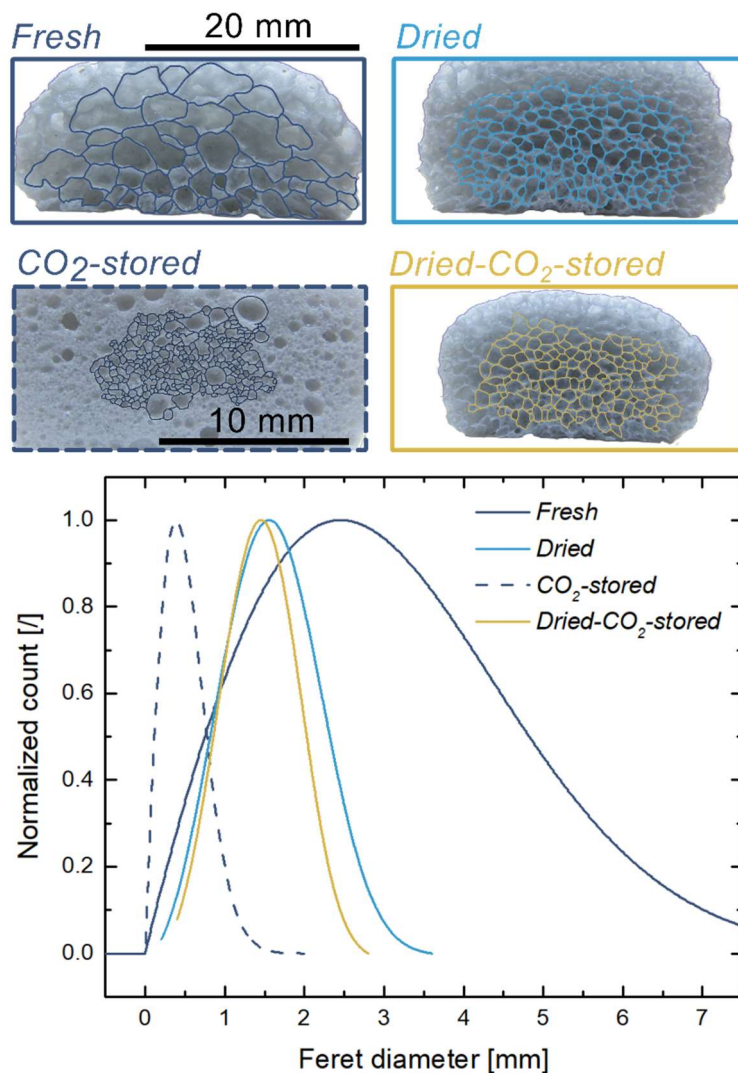 20 mm
Fresh
Dried
CO₂-stored
Dried-CO₂-stored
10 mm
Normalized count [/]
1.0
0.8
0.6
0.4
0.2
0.0
Fresh
Dried
CO₂-stored
Dried-CO₂-stored
0 1 2 3 4 5 6 7
Feret diameter [mm]